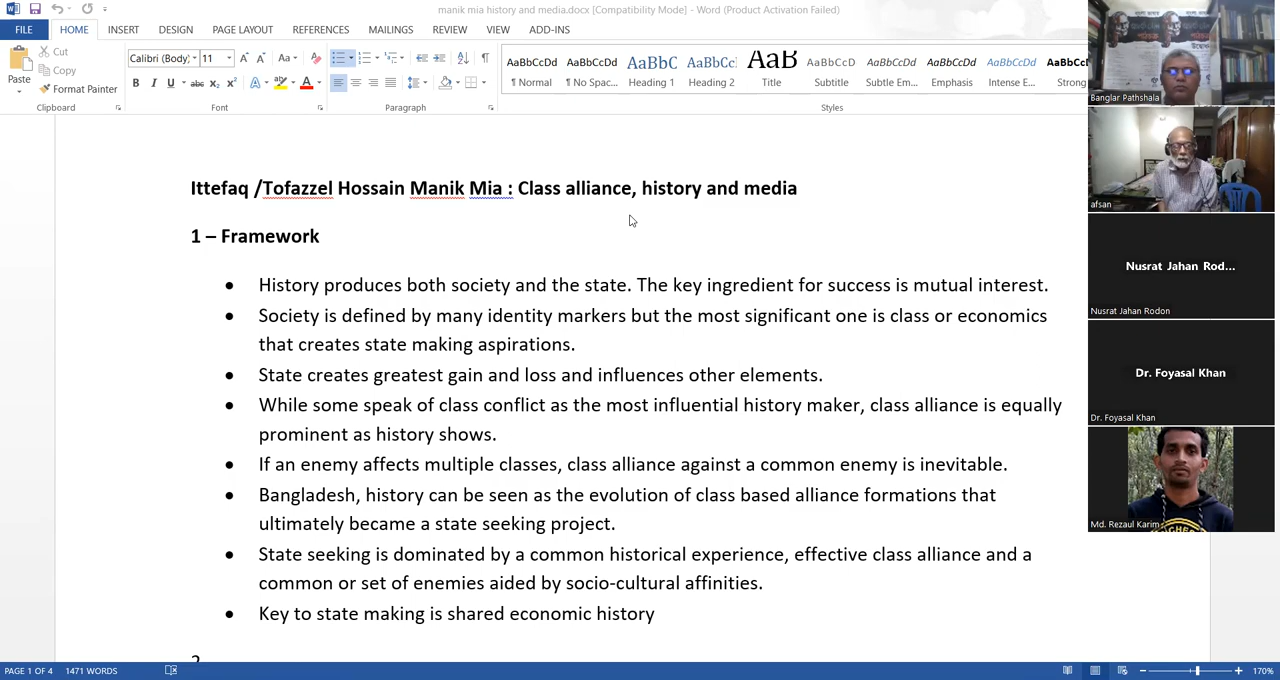 manik mia history and media.docx [Compatibility Mode] - Word (Product Activation Failed)
FILE HOME INSERT DESIGN PAGE LAYOUT REFERENCES MAILINGS REVIEW VIEW ADD-INS
Paste
Cut
Copy
Format Painter
Clipboard
Calibri (Body) 11
Font
Paragraph
AaBbCcDd AaBbCcDd AaBbC AaBbCc AaB AaBbCcD AaBbCcDd AaBbCcDd AaBbCcDd AaBbCc
¶ Normal ¶ No Spac... Heading 1 Heading 2 Title Subtitle Subtle Em... Emphasis Intense E... Strong
Styles
Ittefaq /Tofazzel Hossain Manik Mia : Class alliance, history and media
1 – Framework
• History produces both society and the state. The key ingredient for success is mutual interest.
• Society is defined by many identity markers but the most significant one is class or economics
that creates state making aspirations.
• State creates greatest gain and loss and influences other elements.
• While some speak of class conflict as the most influential history maker, class alliance is equally
prominent as history shows.
• If an enemy affects multiple classes, class alliance against a common enemy is inevitable.
• Bangladesh, history can be seen as the evolution of class based alliance formations that
ultimately became a state seeking project.
• State seeking is dominated by a common historical experience, effective class alliance and a
common or set of enemies aided by socio-cultural affinities.
• Key to state making is shared economic history
2
PAGE 1 OF 4 1471 WORDS
170%
Banglar Pathshala
afsan
Nusrat Jahan Rod...
Nusrat Jahan Rodon
Dr. Foyasal Khan
Dr. Foyasal Khan
Md. Rezaul Karim